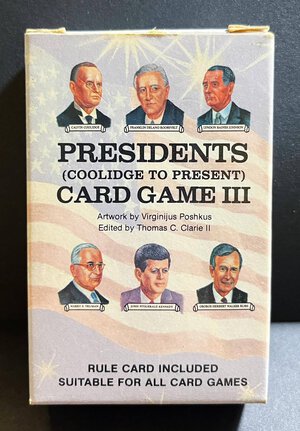 CALVIN COOLIDGE
FRANKLIN DELANO ROOSEVELT
LYNDON BAINES JOHNSON
PRESIDENTS
(COOLIDGE TO PRESENT)
CARD GAME III
Artwork by Virginijus Poshkus
Edited by Thomas C. Clarie II
HARRY S. TRUMAN
JOHN FITZGERALD KENNEDY
GEORGE HERBERT WALKER BUSH
RULE CARD INCLUDED
SUITABLE FOR ALL CARD GAMES